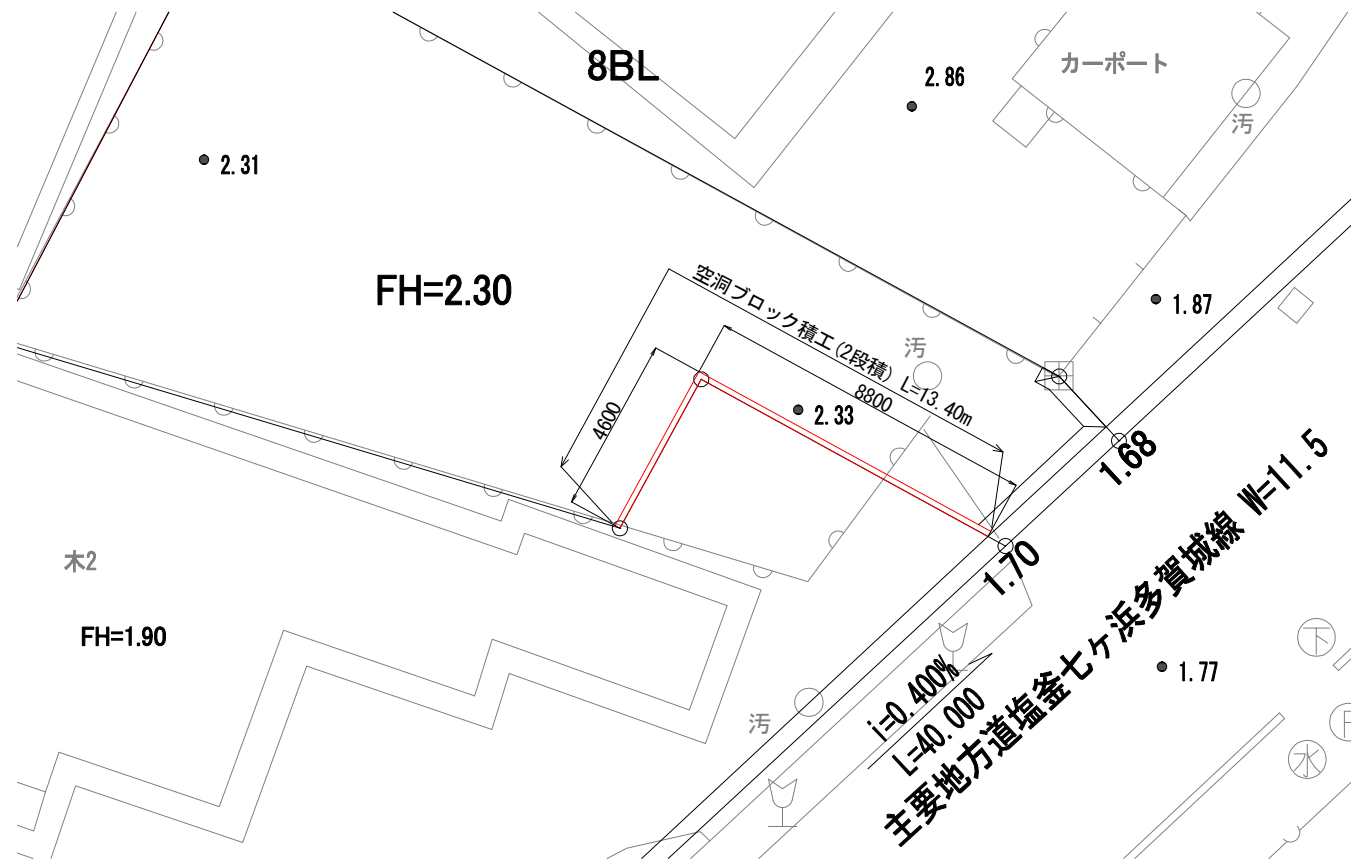 8BL
2.86
カーポート
汚
2.31
FH=2.30
空洞ブロック積工(2段積) L=13.40m
8800
4600
汚
2.33
1.87
1.68
1.70
木2
FH=1.90
主要地方道塩釜七ヶ浜多賀城線 W=11.5
i=0.400%
L=40.000
1.77
汚
下
水